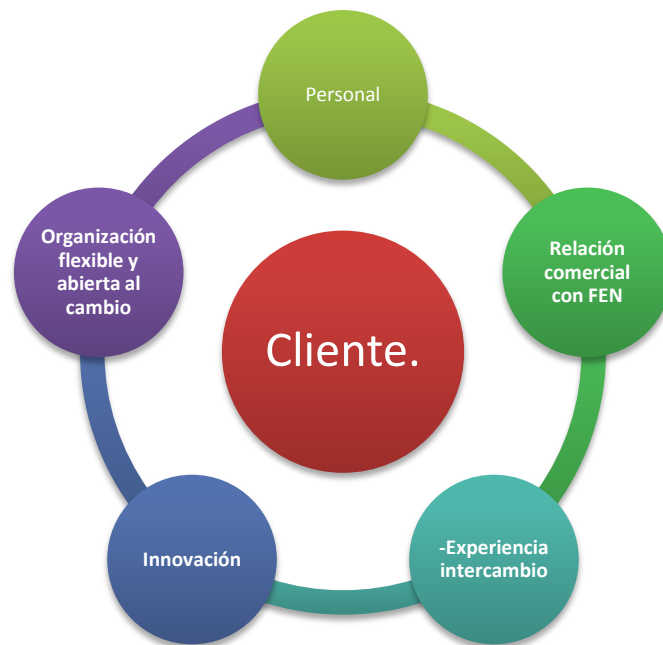 Personal
Relación
comercial
con FEN
-Experiencia
intercambio
Innovación
Organización
flexible y
abierta al
cambio
Cliente.